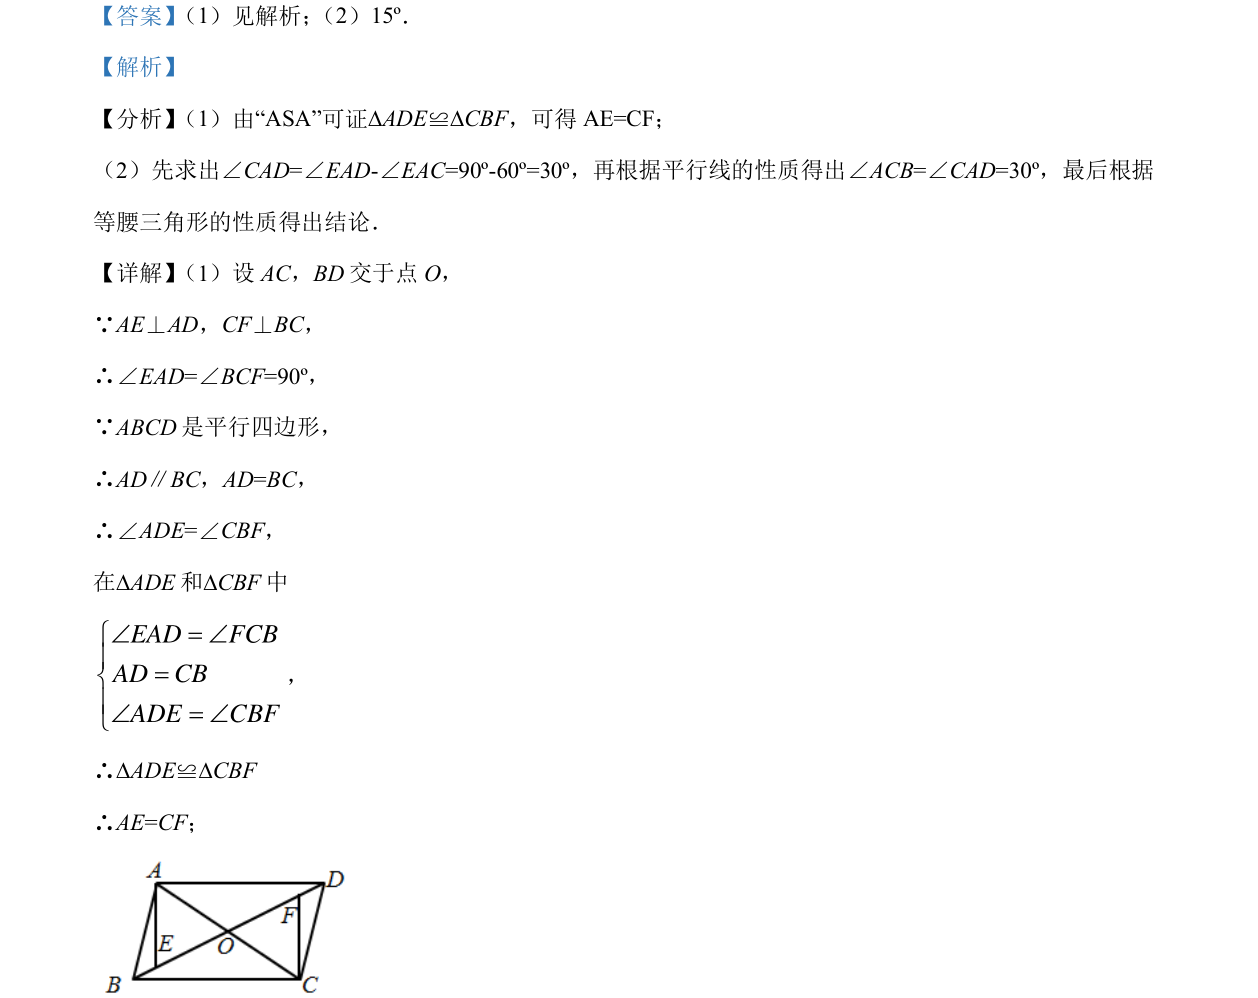 【答案】（1）见解析；（2）15º．
【解析】
【分析】（1）由“ASA”可证ΔADE≌ΔCBF，可得 AE=CF；
（2）先求出∠CAD=∠EAD-∠EAC=90º-60º=30º，再根据平行线的性质得出∠ACB=∠CAD=30º，最后根据
等腰三角形的性质得出结论．
【详解】（1）设 AC，BD 交于点 O，
∵AE⊥AD，CF⊥BC，
∴∠EAD=∠BCF=90º，
∵ABCD 是平行四边形，
∴AD∥BC，AD=BC，
∴∠ADE=∠CBF，
在ΔADE 和ΔCBF 中
∠EAD = ∠FCB
AD = CB ，
∠ADE = ∠CBF
∴ΔADE≌ΔCBF
∴AE=CF；
A
D
F
E
O
B
C